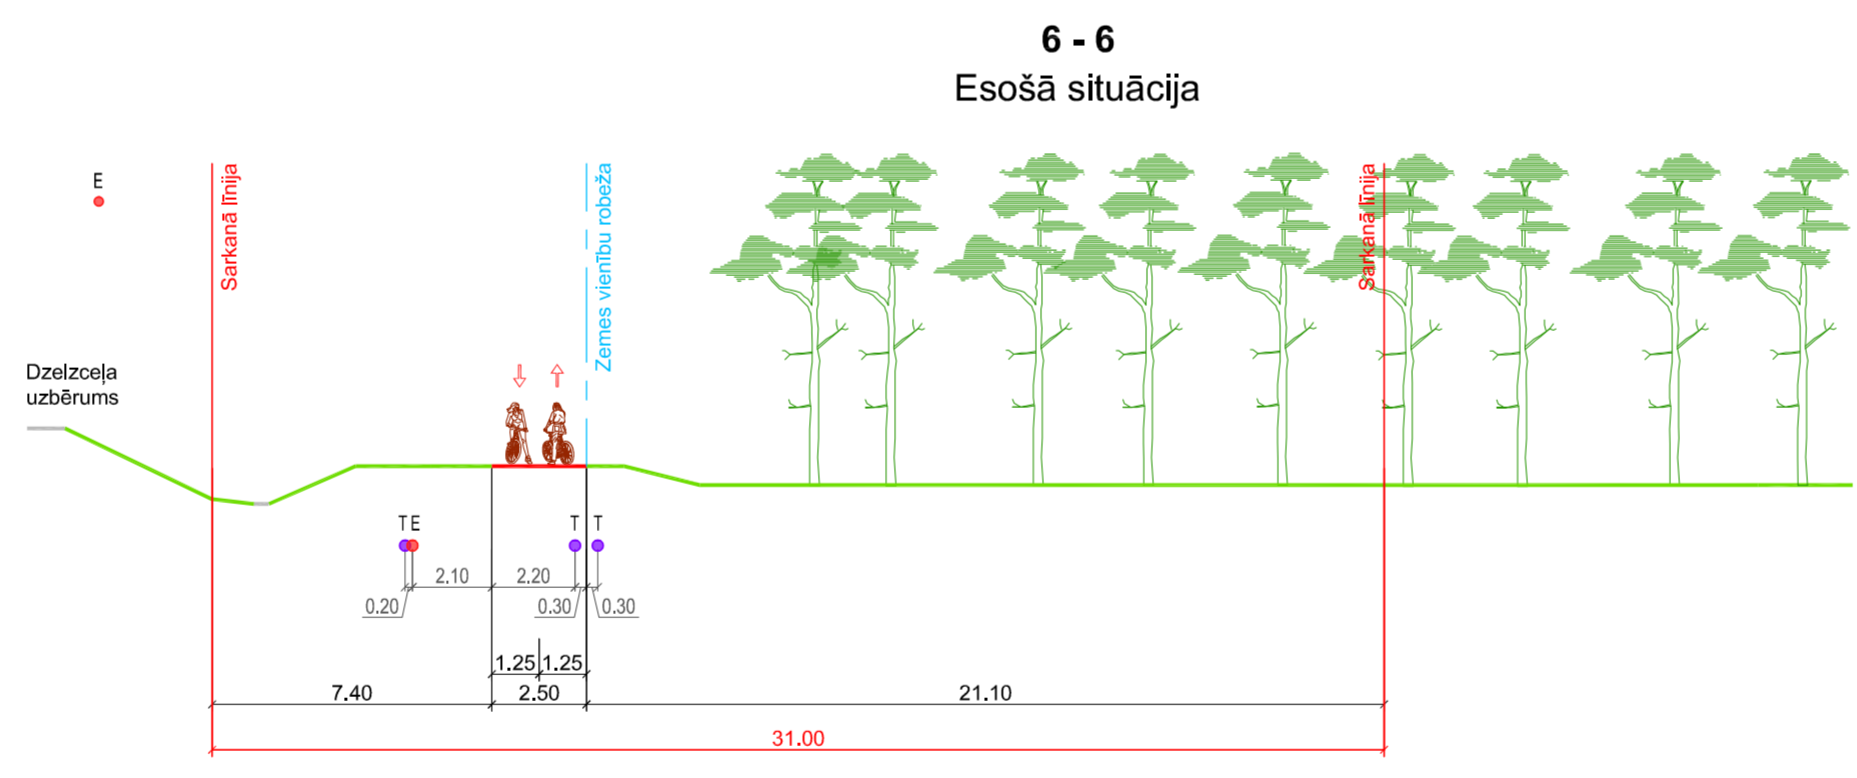 6 - 6
Esošā situācija
E
Sarkanā līnija
Zemes vienību robeža
Sarkanā līnija
Dzelzceļa
uzbērums
T E
T
T
2.10
2.20
0.20
0.30
0.30
1.25
1.25
7.40
2.50
21.10
31.00